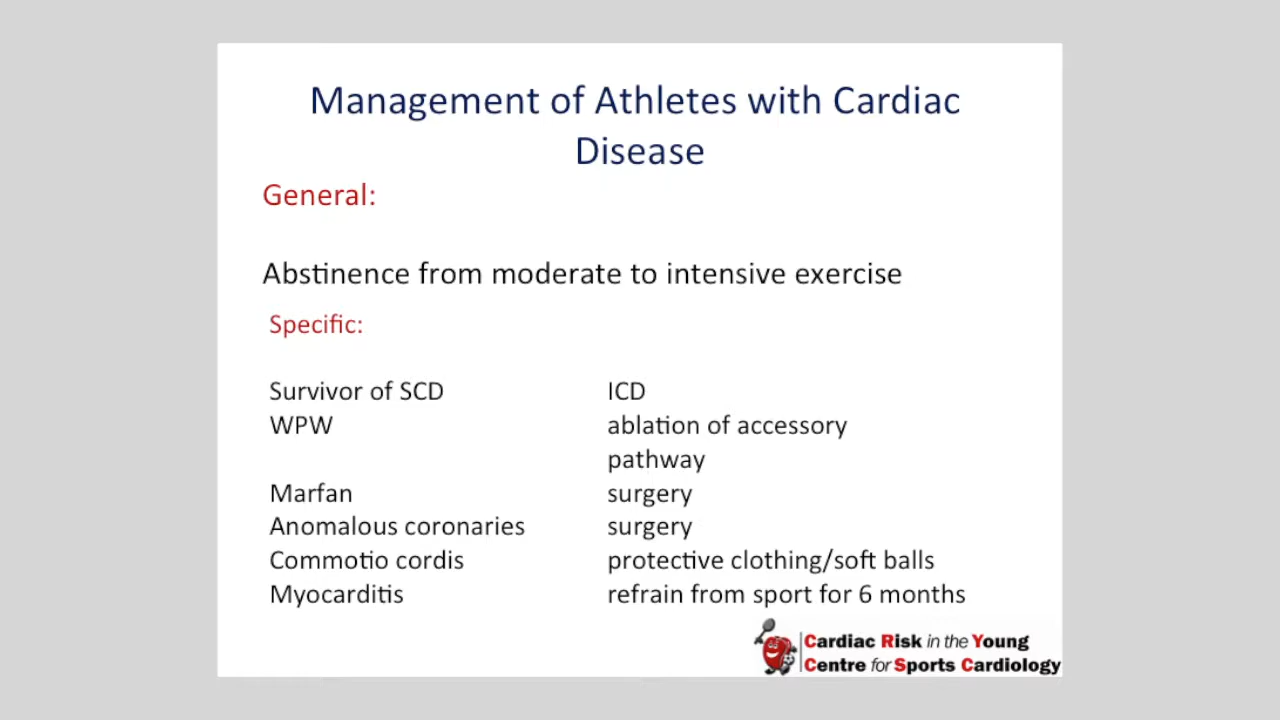 Management of Athletes with Cardiac
Disease
General:
Abstinence from moderate to intensive exercise
Specific:
Survivor of SCD ICD
WPW ablation of accessory
pathway
Marfan surgery
Anomalous coronaries surgery
Commotio cordis protective clothing/soft balls
Myocarditis refrain from sport for 6 months
Cardiac Risk in the Young
Centre for Sports Cardiology